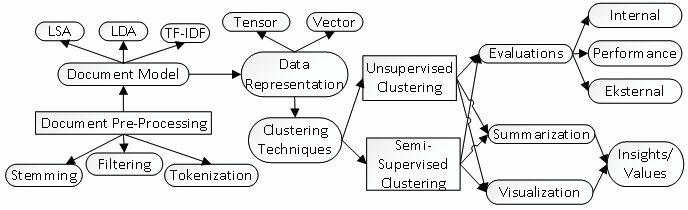 LSA
LDA
TF-IDF
Document Model
Document Pre-Processing
Stemming
Filtering
Tokenization
Tensor
Vector
Data
Representation
Clustering
Techniques
Unsupervised
Clustering
Semi-
Supervised
Clustering
Evaluations
Summarization
Visualization
Internal
Performance
Eksternal
Insights/
Values